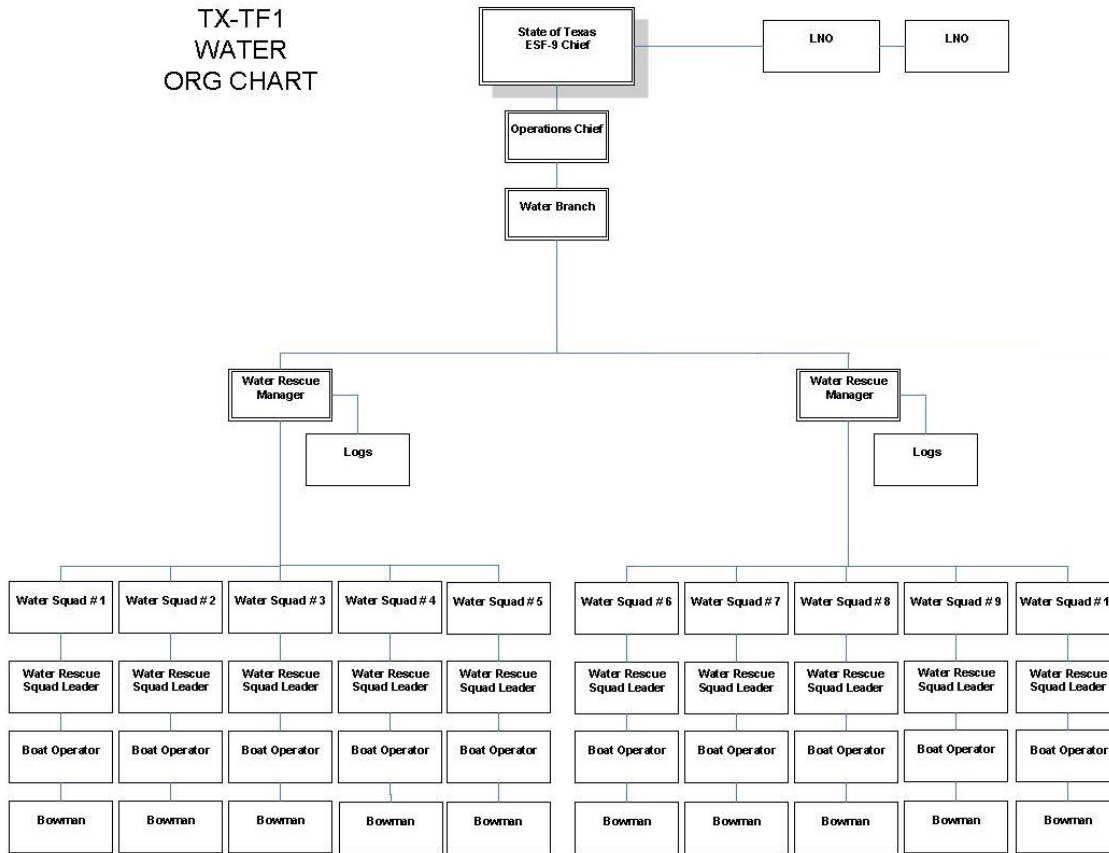 TX-TF1
WATER
ORG CHART
State of Texas
ESF-9 Chief
LNO
LNO
Operations Chief
Water Branch
Water Rescue
Manager
Water Rescue
Manager
Logs
Logs
Water Squad # 1
Water Squad # 2
Water Squad # 3
Water Squad # 4
Water Squad # 5
Water Squad # 6
Water Squad # 7
Water Squad # 8
Water Squad # 9
Water Squad # 1
Water Rescue
Squad Leader
Water Rescue
Squad Leader
Water Rescue
Squad Leader
Water Rescue
Squad Leader
Water Rescue
Squad Leader
Water Rescue
Squad Leader
Water Rescue
Squad Leader
Water Rescue
Squad Leader
Water Rescue
Squad Leader
Water Rescue
Squad Leader
Boat Operator
Boat Operator
Boat Operator
Boat Operator
Boat Operator
Boat Operator
Boat Operator
Boat Operator
Boat Operator
Boat Operator
Bowman
Bowman
Bowman
Bowman
Bowman
Bowman
Bowman
Bowman
Bowman
Bowman